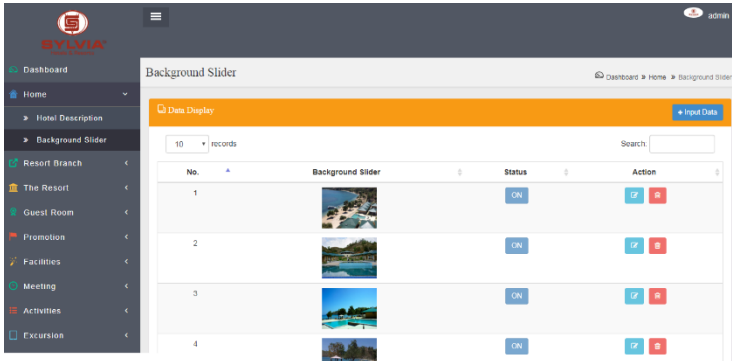 SYLVIA
admin
Dashboard
Background Slider
Dashboard » Home » Background Slider
Home
» Hotel Description
» Background Slider
Data Display
+ Input Data
10 records
Search:
No. Background Slider Status Action
Resort Branch
The Resort
Guest Room
Promotion
Facilities
Meeting
Activities
Excursion
1 ON
2 ON
3 ON
4 ON